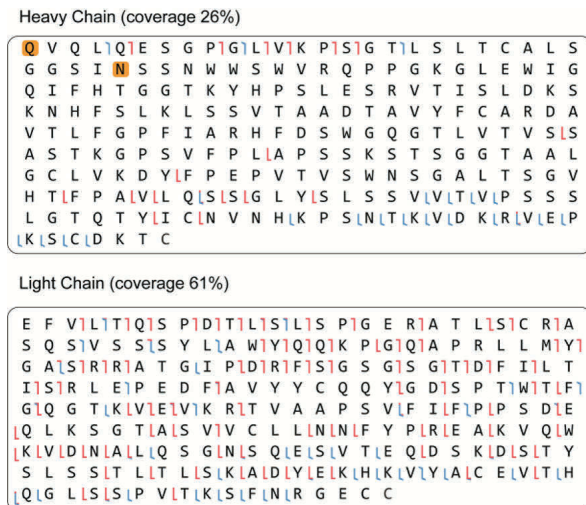 Heavy Chain (coverage 26%)
Q V Q L Q E S G P G L V K P S G T L S L T C A L S
G G S I N S S N W W S W V R Q P P G K G L E W I G
Q I F H T G G T K Y H P S L E S R V T I S L D K S
K N H F S L K L S S V T A A D T A V Y F C A R D A
V T L F G P F I A R H F D S W G Q G T L V T V S S
A S T K G P S V F P L A P S S K S T S G G T A A L
G C L V K D Y F P E P V T V S W N S G A L T S G V
H T F P A V L Q S S G L Y S L S S V V T V P S S S
L G T Q T Y I C N V N H K P S N T K V D K R V E P
K S C D K T C
Light Chain (coverage 61%)
E F V L T Q S P D T L S L S P G E R A T L S C R A
S Q S V S S S Y L A W Y Q Q K P G Q A P R L L M Y
G A S R R A T G I P D R F S G S G S G T D F I L T
I S R L E P E D F A V Y Y C Q Q Y G D S P T W T F
G Q G T K V E V K R T V A A P S V F I F P P S D E
Q L K S G T A S V V C L L N N F Y P R E A K V Q W
K V D N A L Q S G N S Q E S V T E Q D S K D S T Y
S L S S T L T L S K A D Y E K H K V Y A C E V T H
Q G L S S P V T K S F N R G E C C